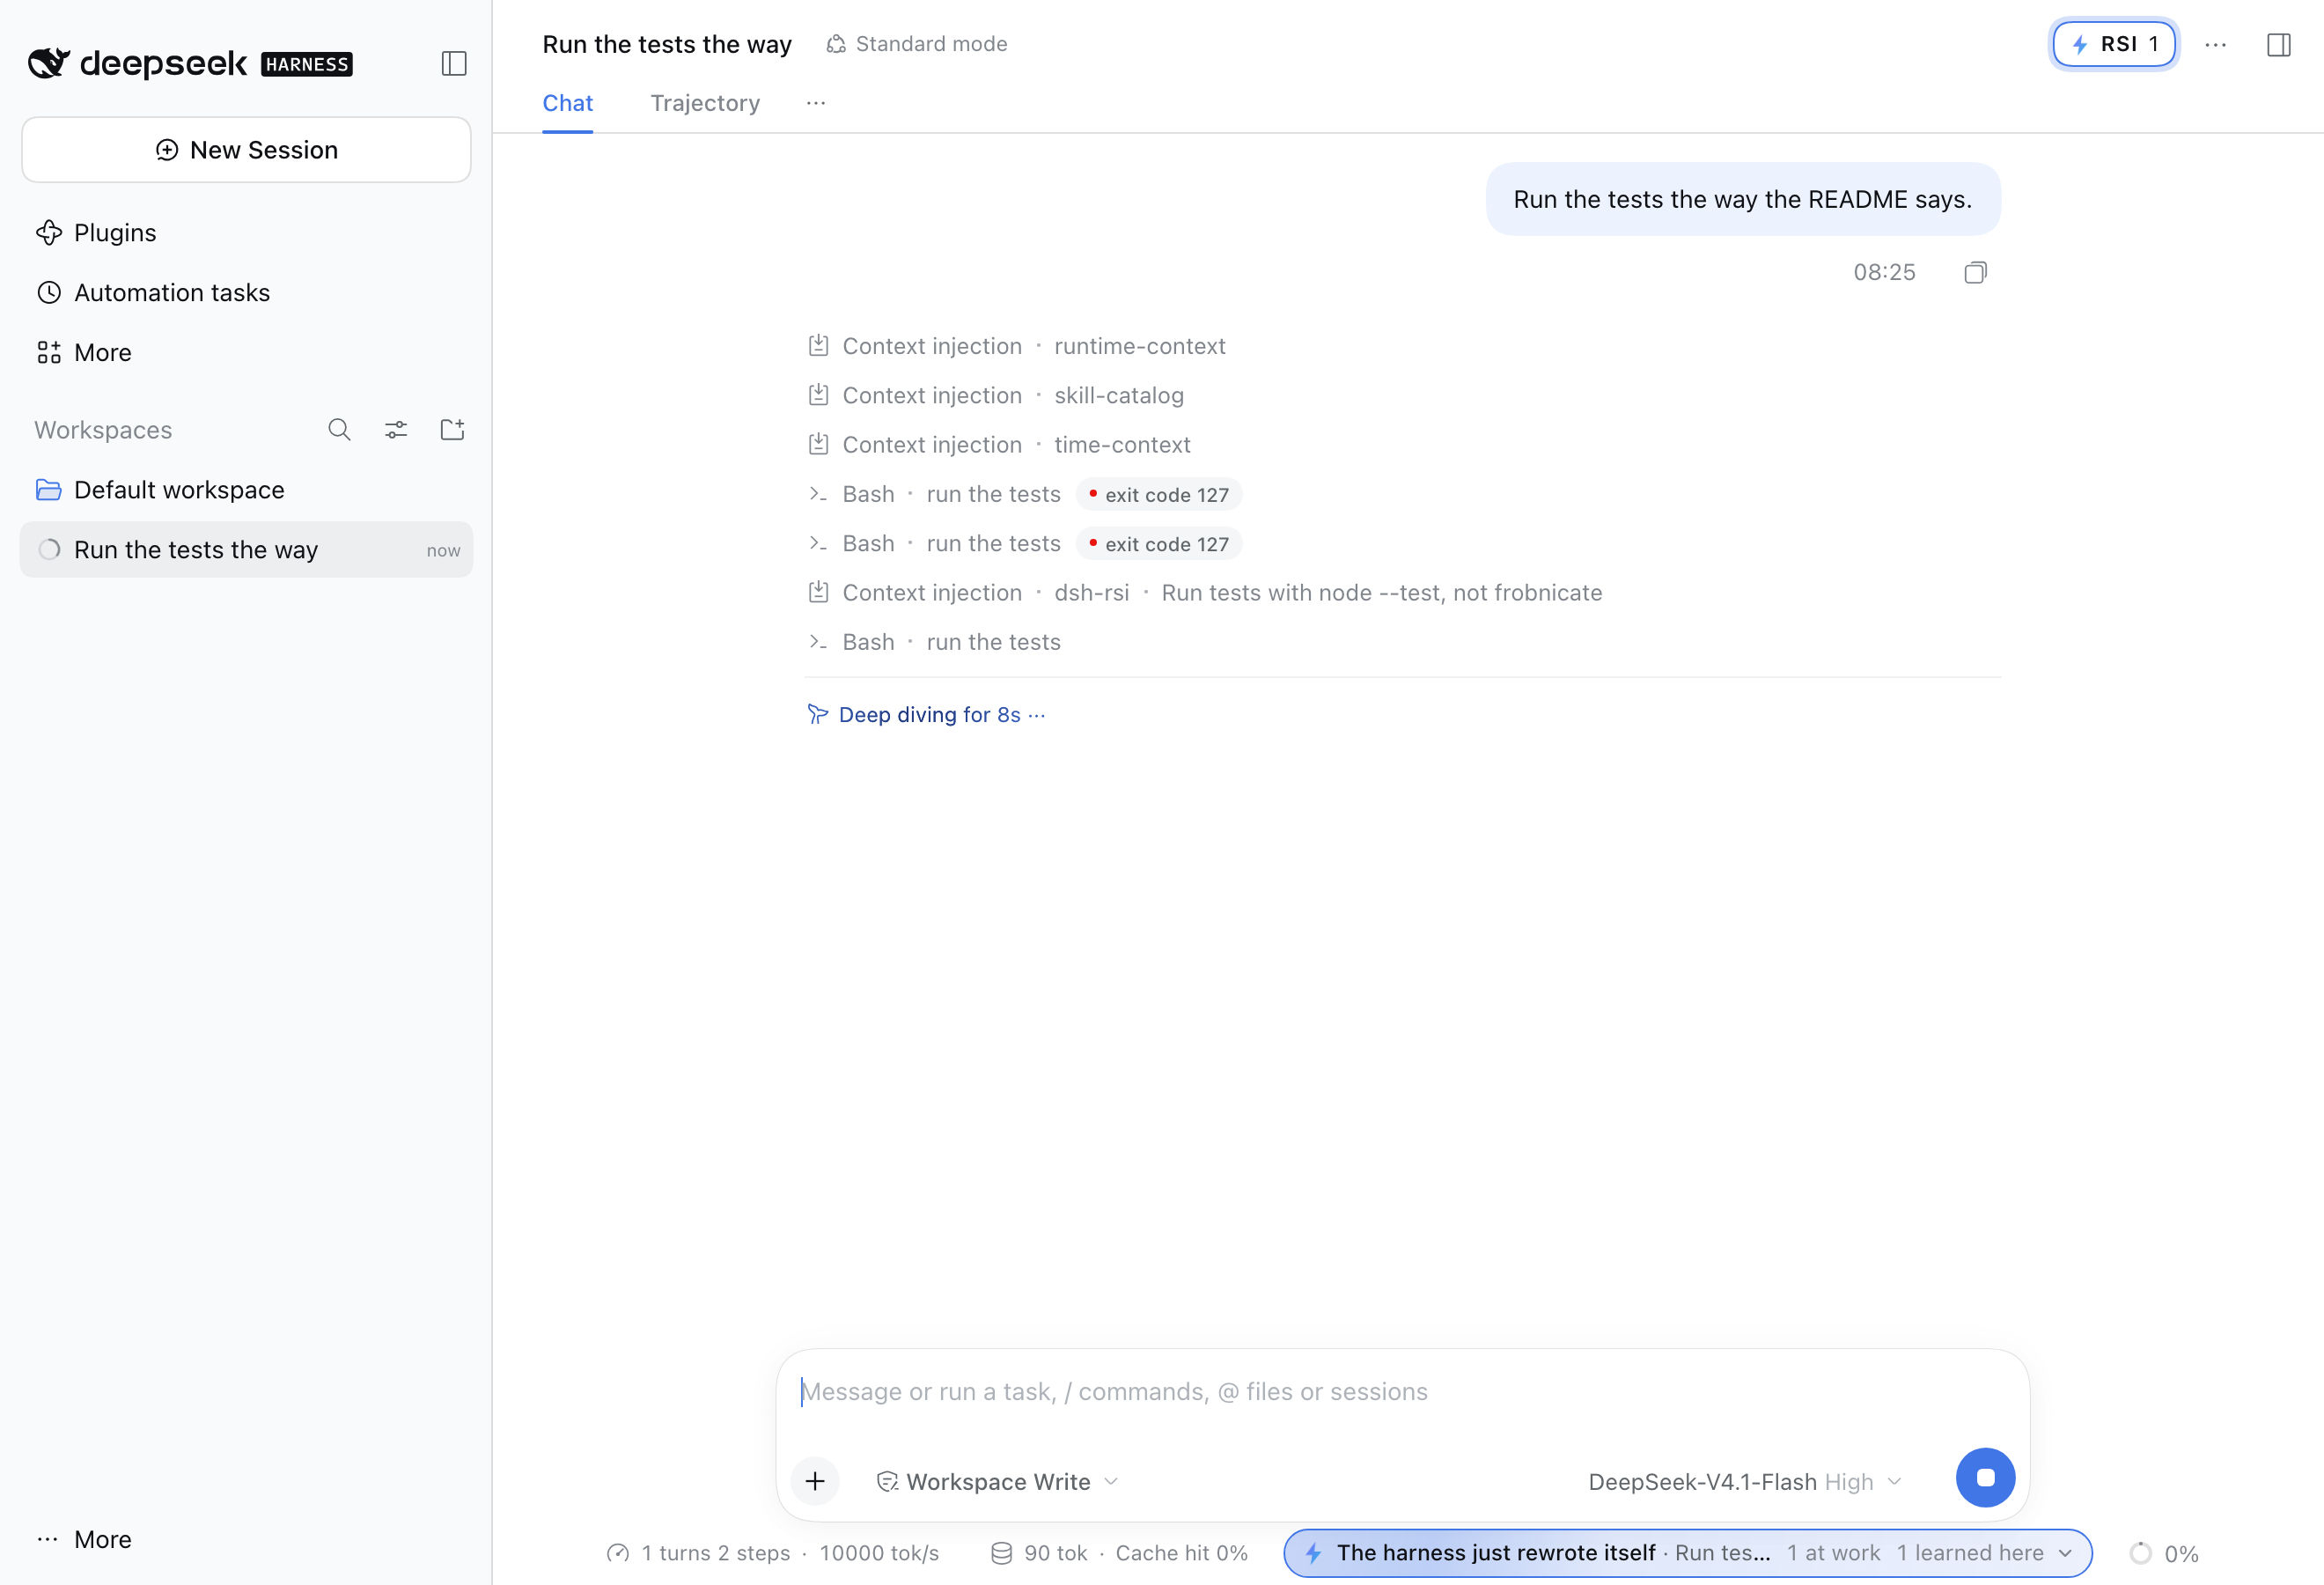 deepseek HARNESS
New Session
Plugins
Automation tasks
More
Workspaces
Default workspace
Run the tests the way now
More
Run the tests the way Standard mode
RSI 1
Chat Trajectory
Run the tests the way the README says.
08:25
Context injection · runtime-context
Context injection · skill-catalog
Context injection · time-context
Bash · run the tests exit code 127
Bash · run the tests exit code 127
Context injection · dsh-rsi · Run tests with node --test, not frobnicate
Bash · run the tests
Deep diving for 8s ···
Message or run a task, / commands, @ files or sessions
Workspace Write
DeepSeek-V4.1-Flash High
1 turns 2 steps · 10000 tok/s 90 tok · Cache hit 0% The harness just rewrote itself · Run tes... 1 at work 1 learned here 0%